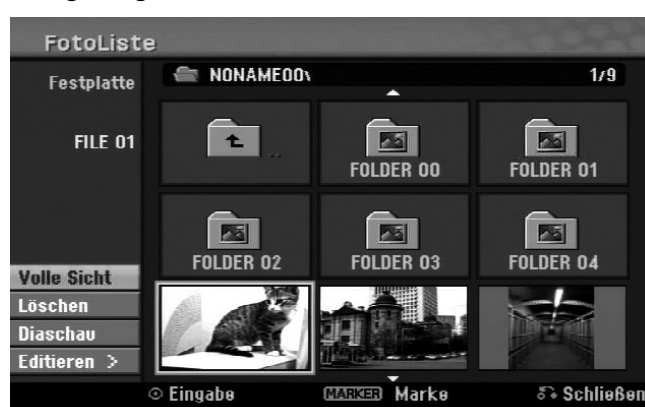 FotoListe
Festplatte
NONAME00\
1/9
FILE 01
..
FOLDER 00
FOLDER 01
FOLDER 02
FOLDER 03
FOLDER 04
Volle Sicht
Löschen
Diaschau
Editieren >
Eingabe
MARKER Marke
Schließen